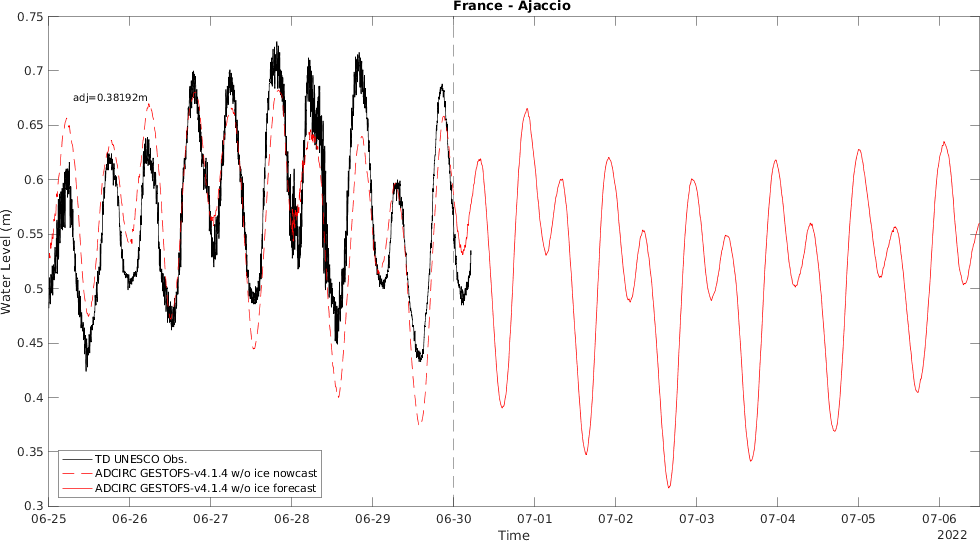 France - Ajaccio
0.75
0.7
0.65
0.6
0.55
0.5
0.45
0.4
0.35
0.3
Water Level (m)
adj=0.38192m
TD UNESCO Obs.
ADCIRC GESTOFS-v4.1.4 w/o ice nowcast
ADCIRC GESTOFS-v4.1.4 w/o ice forecast
06-25 06-26 06-27 06-28 06-29 06-30 07-01 07-02 07-03 07-04 07-05 07-06
Time
2022